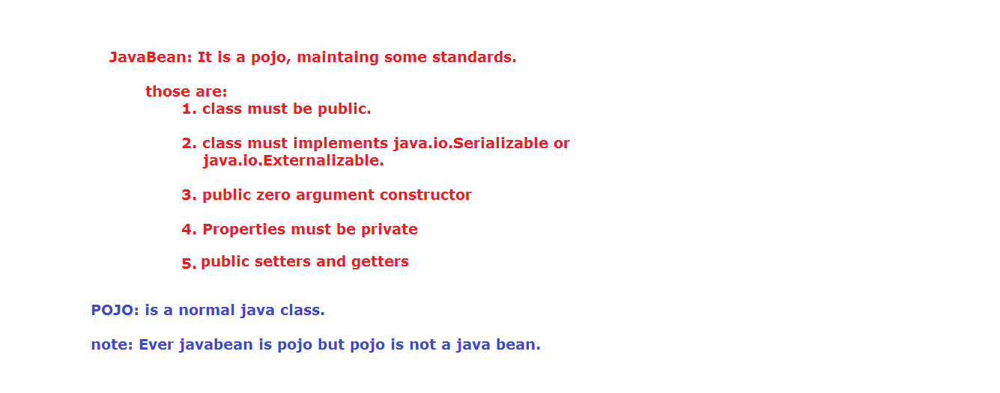 JavaBean: It is a pojo, maintaing some standards.
those are:
1. class must be public.
2. class must implements java.io.Serializable or
java.io.Externalizable.
3. public zero argument constructor
4. Properties must be private
5. public setters and getters
POJO: is a normal java class.
note: Ever javabean is pojo but pojo is not a java bean.